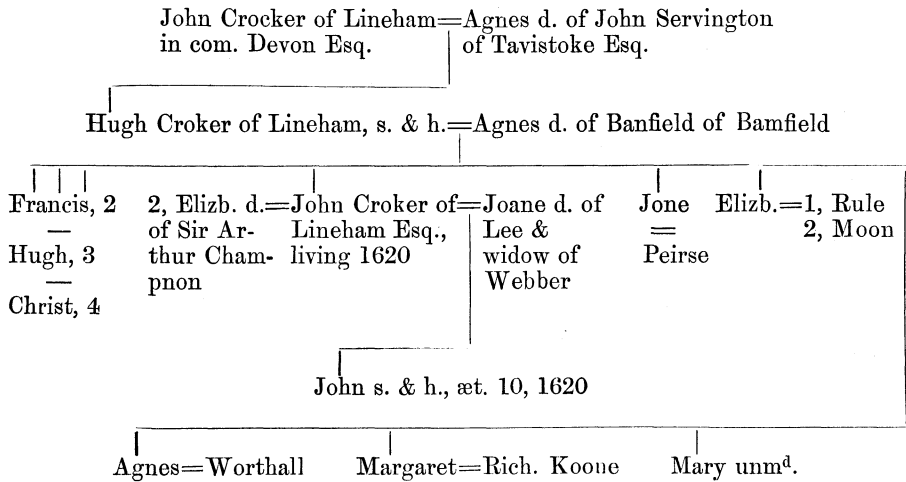 John Crocker of Lineham=Agnes d. of John Servington
in com. Devon Esq. of Tavistoke Esq.
Hugh Croker of Lineham, s. & h.=Agnes d. of Banfield of Bamfield
Francis, 2
—
Hugh, 3
—
Christ, 4
2, Elizb. d.=John Croker of=Joane d. of
of Sir Ar- Lineham Esq., Lee &
thur Cham- living 1620 widow of
pnon Webber
Jone
=
Peirse
Elizb.=1, Rule
2, Moon
John s. & h., æt. 10, 1620
Agnes=Worthall Margaret=Rich. Koone Mary unmᵈ.